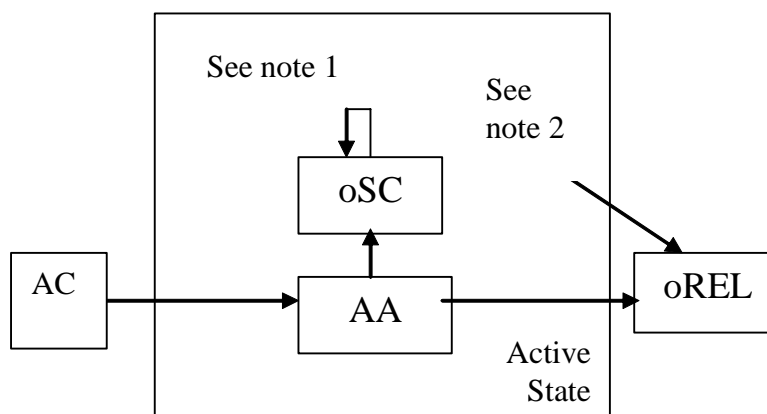 See note 1
See
note 2
oSC
AC
AA
oREL
Active
State